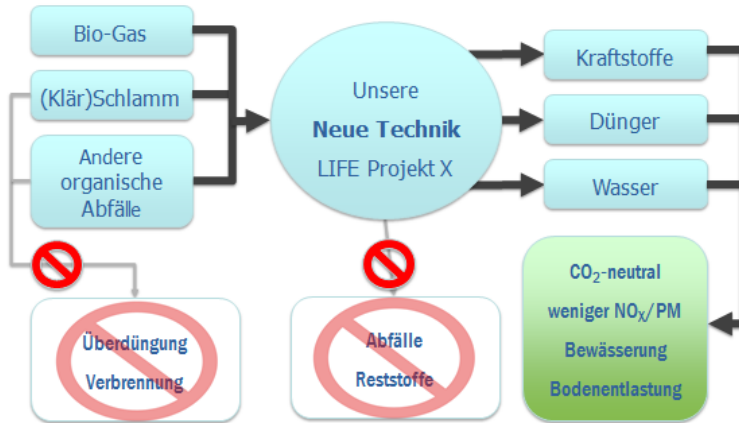 Bio-Gas
(Klär)Schlamm
Andere
organische
Abfälle
Unsere
Neue Technik
LIFE Projekt X
Kraftstoffe
Dünger
Wasser
Überdüngung
Verbrennung
Abfälle
Reststoffe
CO₂-neutral
weniger NOₓ/PM
Bewässerung
Bodenentlastung